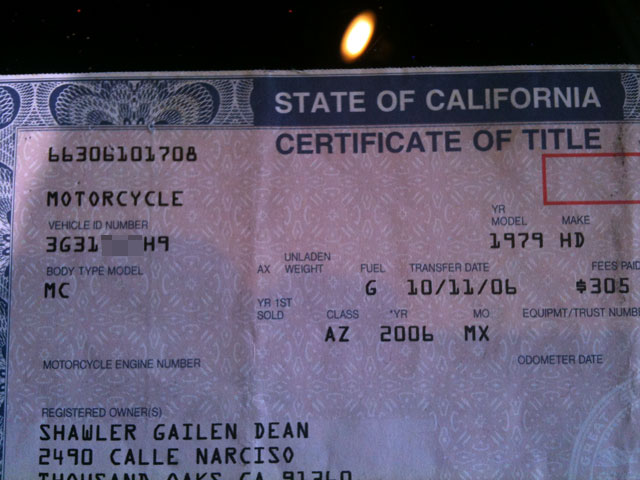 STATE OF CALIFORNIA
CERTIFICATE OF TITLE
66306101708
MOTORCYCLE
VEHICLE ID NUMBER
YR
MODEL
MAKE
3G31 H9
1979 HD
BODY TYPE MODEL
AX
UNLADEN
WEIGHT
FUEL
TRANSFER DATE
FEES PAID
MC
G
10/11/06
$305
YR 1ST
SOLD
CLASS
*YR
MO
EQUIPMT/TRUST NUMB
AZ
2006
MX
MOTORCYCLE ENGINE NUMBER
ODOMETER DATE
REGISTERED OWNER(S)
SHAWLER GAILEN DEAN
2490 CALLE NARCISO
THOUSAND OAKS CA 91360